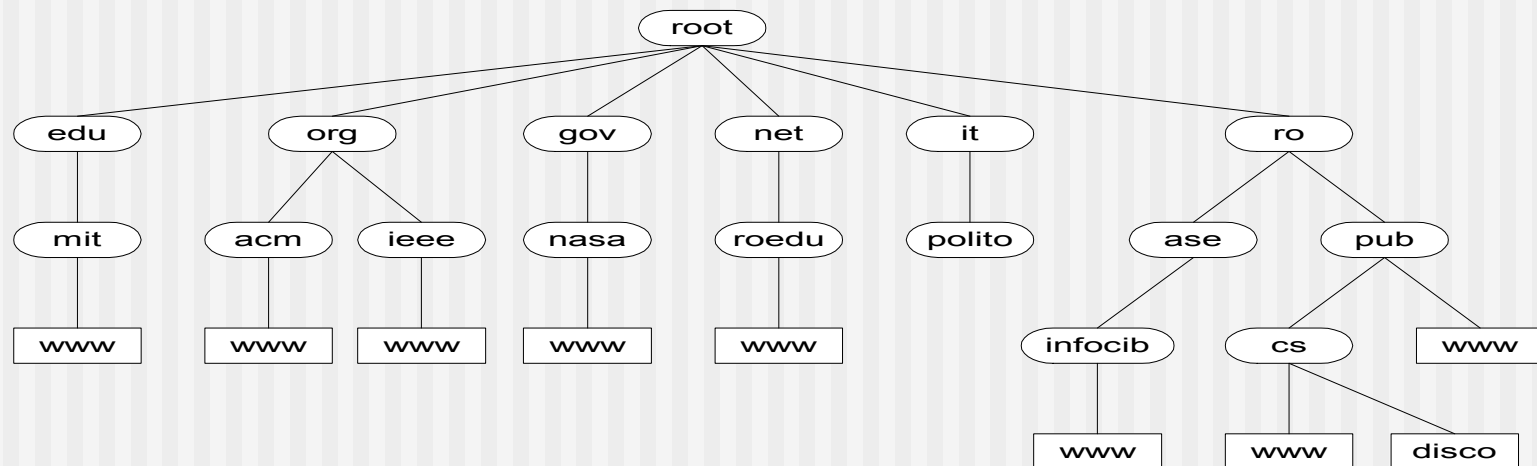 root
edu org gov net it ro
mit acm ieee nasa roedu polito ase pub
www www www www www infocib cs www
www www disco